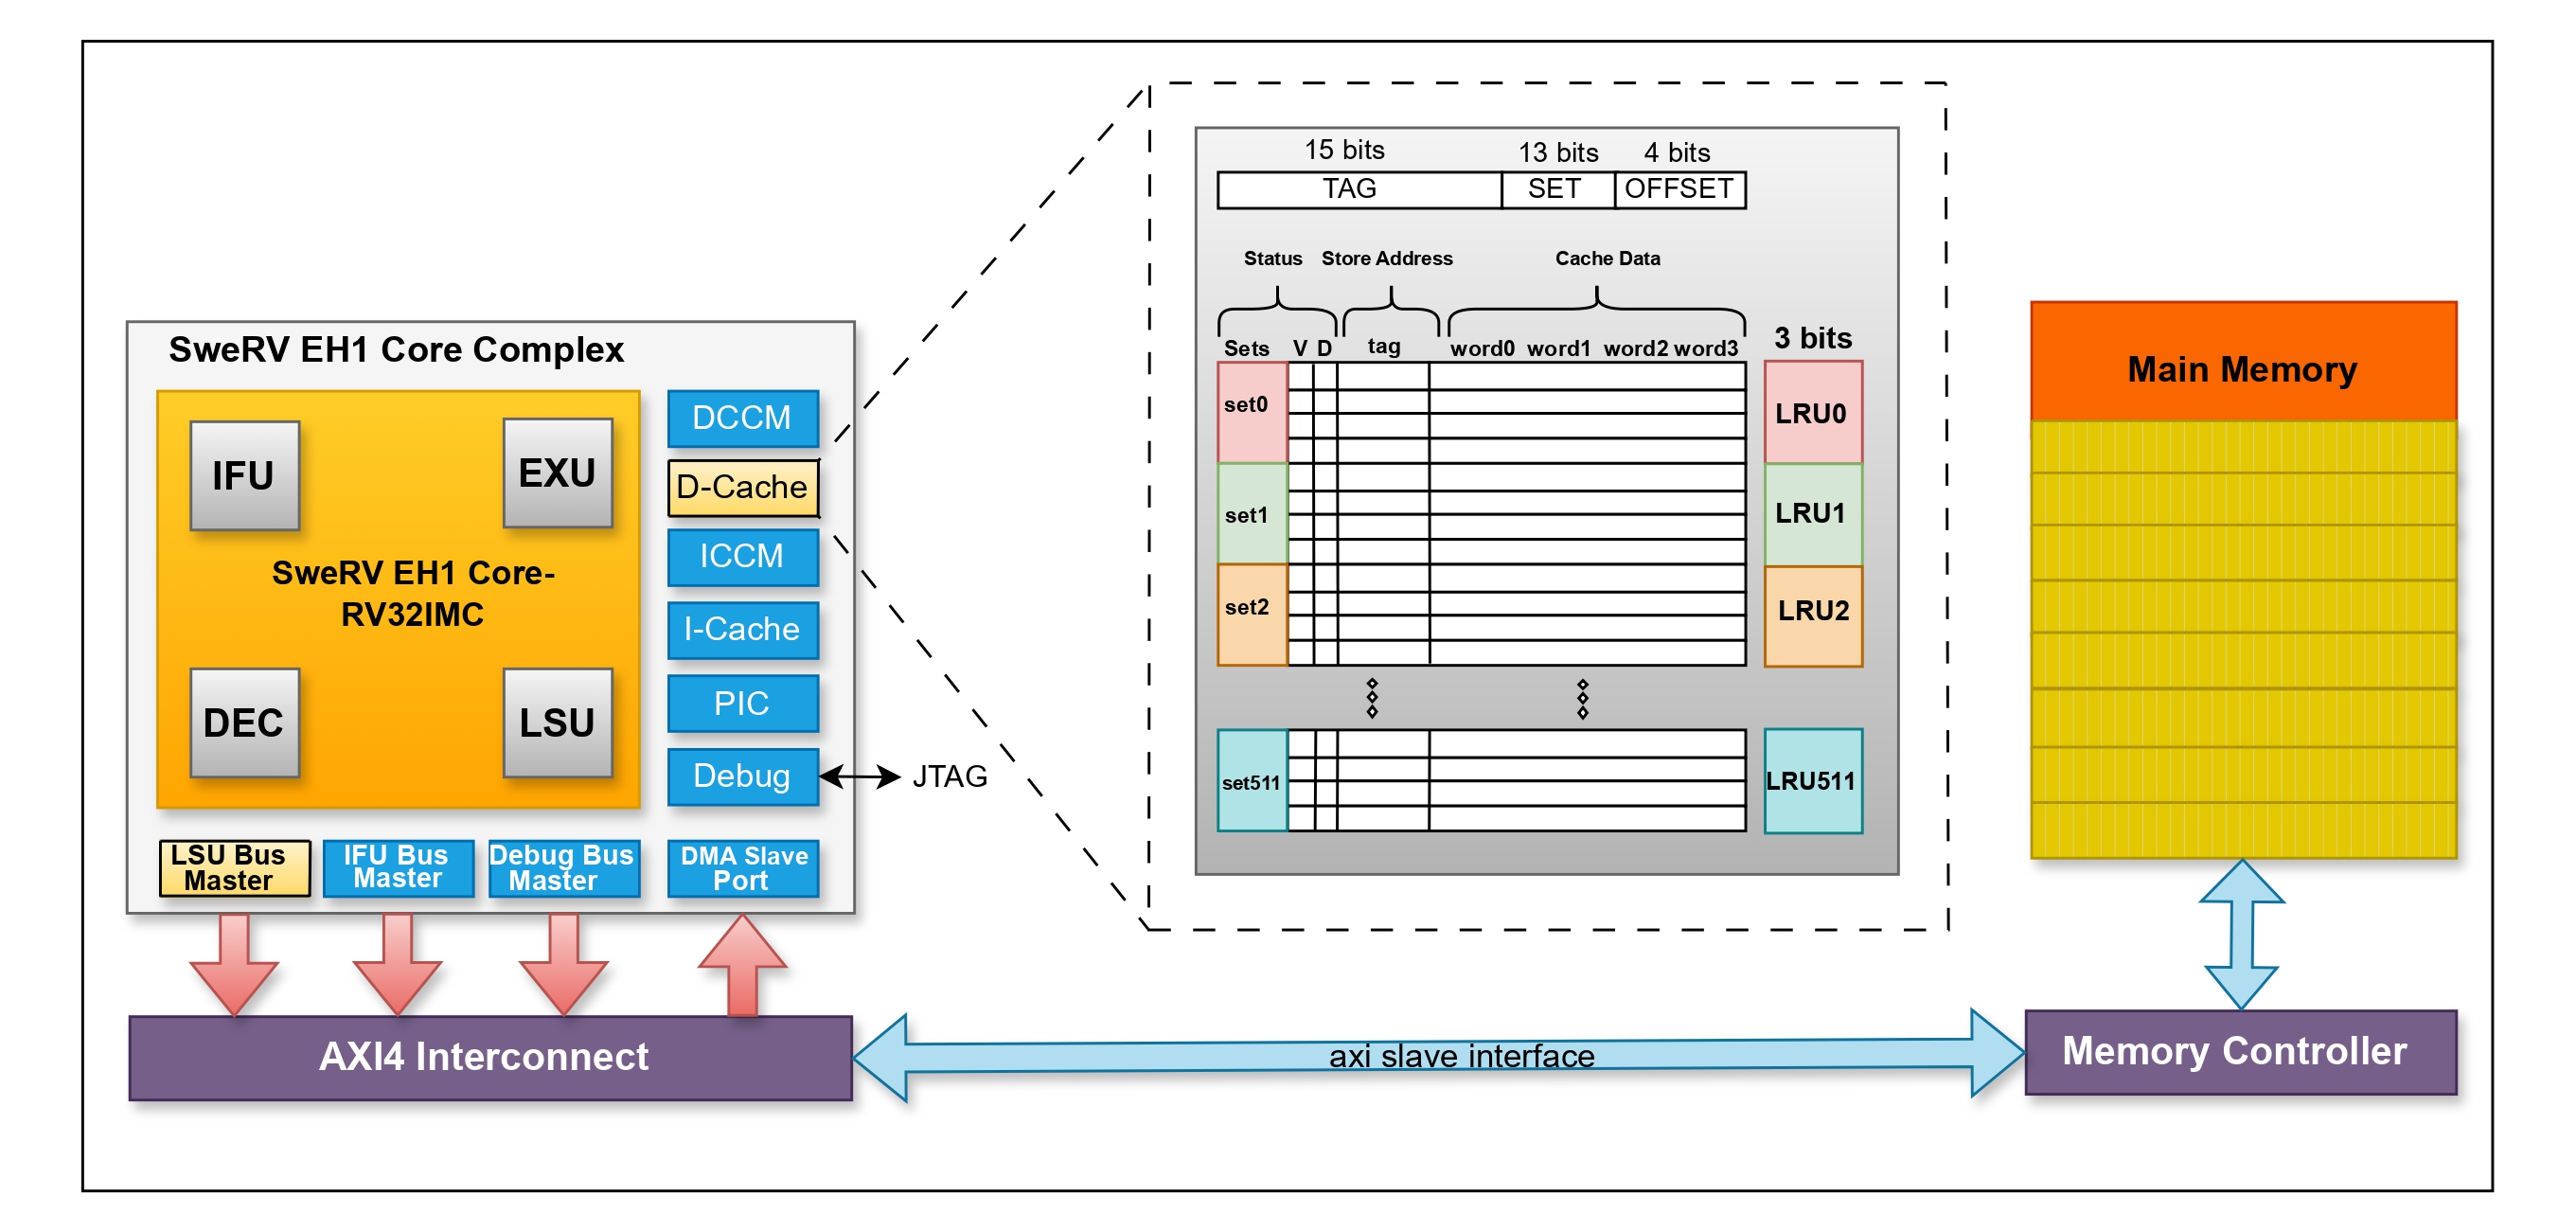 SweRV EH1 Core Complex
IFU
EXU
SweRV EH1 Core-
RV32IMC
DEC
LSU
DCCM
D-Cache
ICCM
I-Cache
PIC
Debug
JTAG
LSU Bus
Master
IFU Bus
Master
Debug Bus
Master
DMA Slave
Port
AXI4 Interconnect
axi slave interface
15 bits
13 bits
4 bits
TAG
SET
OFFSET
Status
Store Address
Cache Data
Sets
V
D
tag
word0
word1
word2
word3
3 bits
set0
LRU0
set1
LRU1
set2
LRU2
set511
LRU511
Main Memory
Memory Controller